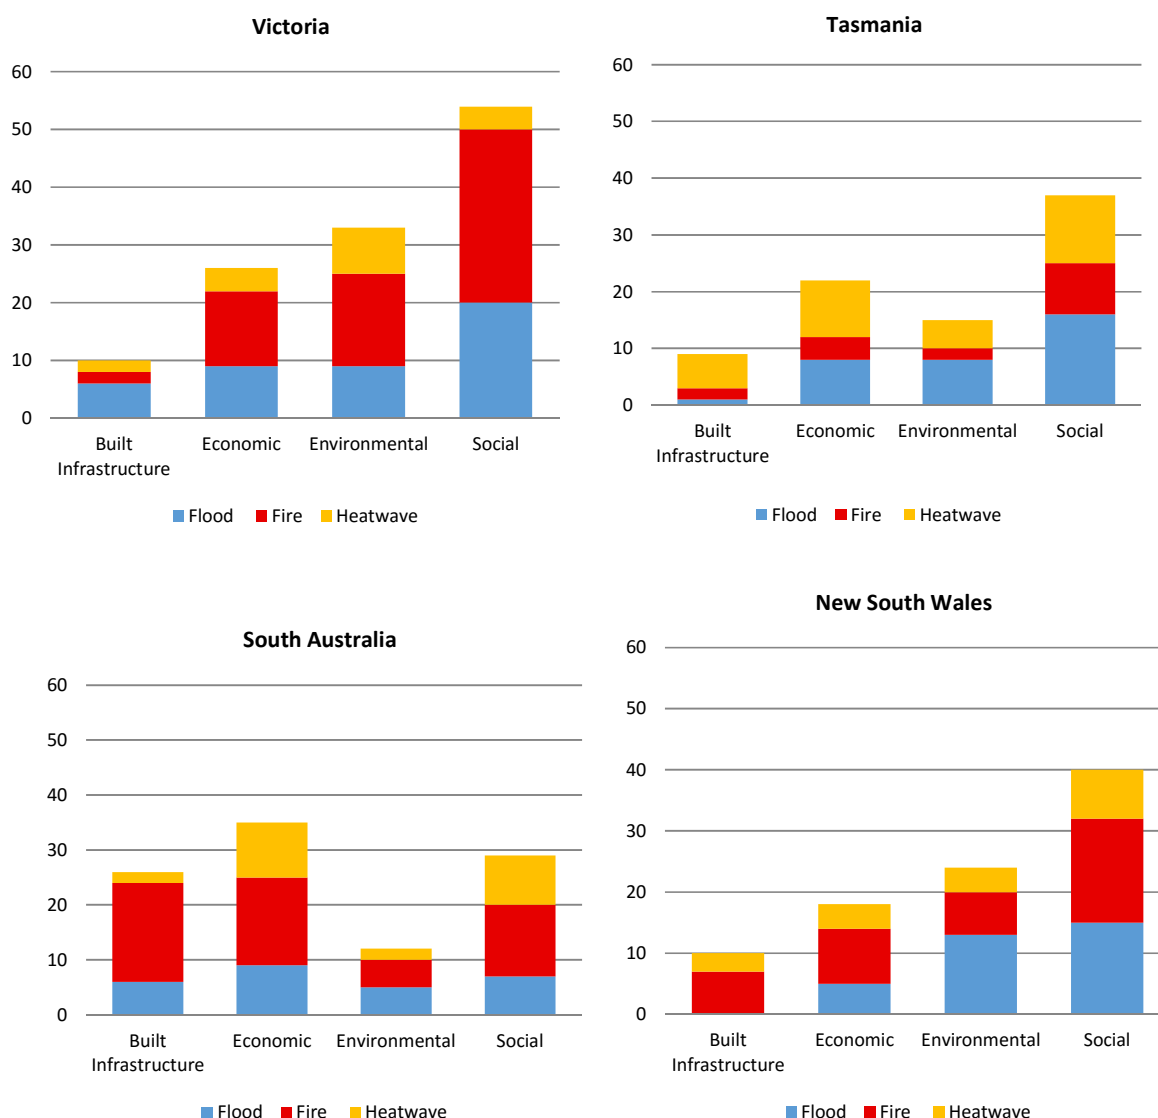 Victoria
60
50
40
30
20
10
0
Built
Infrastructure
Economic
Environmental
Social
Flood
Fire
Heatwave
Tasmania
60
50
40
30
20
10
0
Built
Infrastructure
Economic
Environmental
Social
Flood
Fire
Heatwave
South Australia
60
50
40
30
20
10
0
Built
Infrastructure
Economic
Environmental
Social
Flood
Fire
Heatwave
New South Wales
60
50
40
30
20
10
0
Built
Infrastructure
Economic
Environmental
Social
Flood
Fire
Heatwave